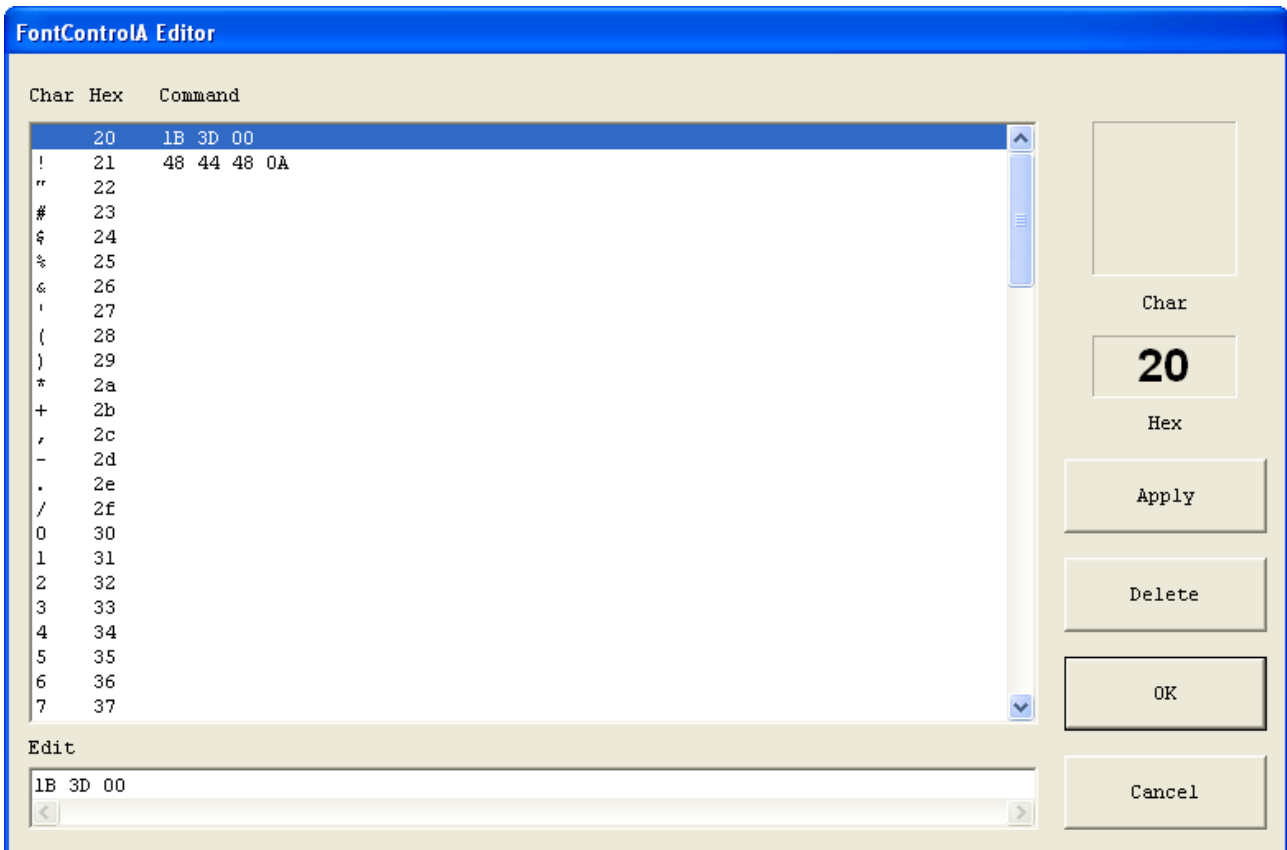 FontControlA Editor
Char Hex Command
20 1B 3D 00
! 21 48 44 48 0A
" 22
# 23
$ 24
% 25
& 26
' 27
( 28
) 29
* 2a
+ 2b
, 2c
- 2d
. 2e
/ 2f
0 30
1 31
2 32
3 33
4 34
5 35
6 36
7 37
Char
20
Hex
Apply
Delete
OK
Cancel
Edit
1B 3D 00